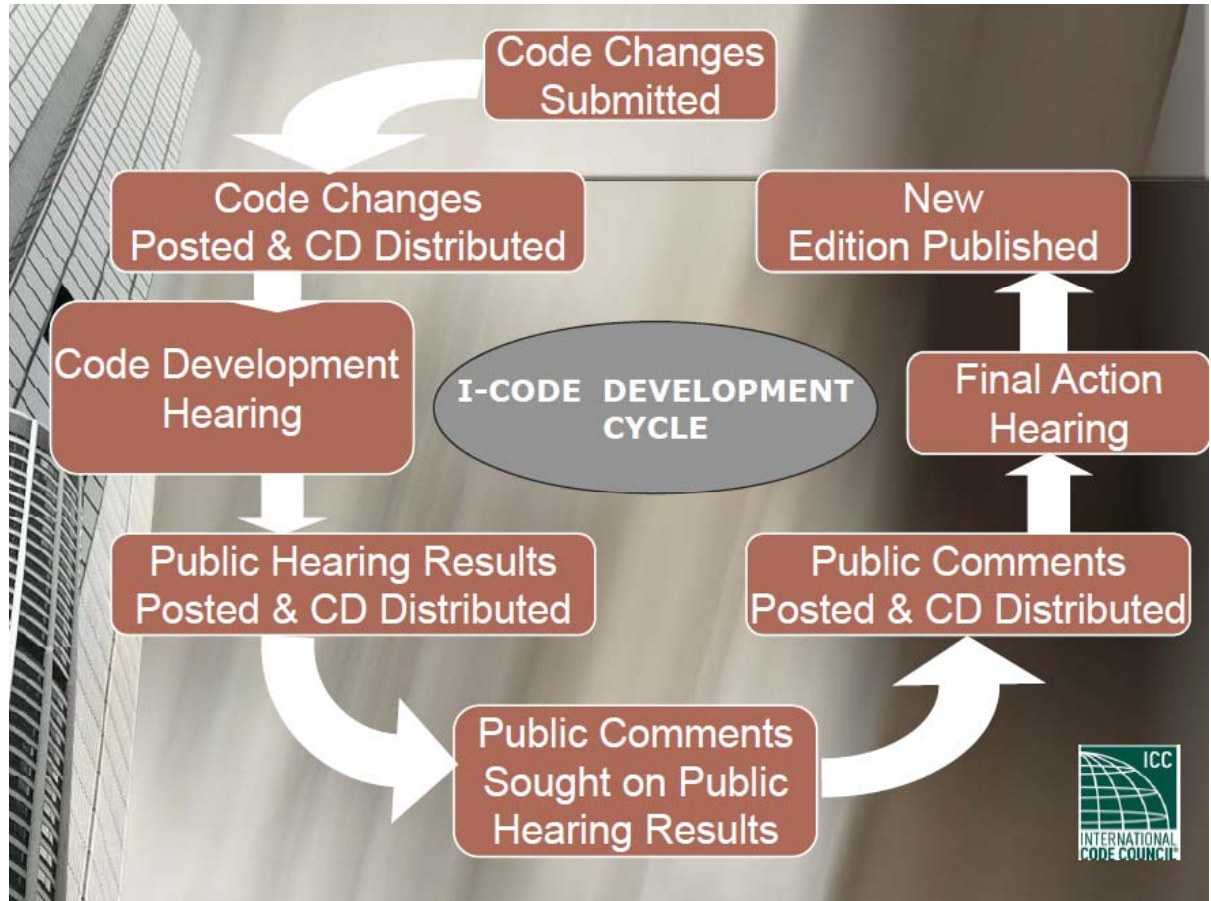 Code Changes
Submitted
Code Changes
Posted & CD Distributed
Code Development
Hearing
Public Hearing Results
Posted & CD Distributed
Public Comments
Sought on Public
Hearing Results
Public Comments
Posted & CD Distributed
Final Action
Hearing
New
Edition Published
I-CODE DEVELOPMENT
CYCLE
ICC
INTERNATIONAL
CODE COUNCIL®